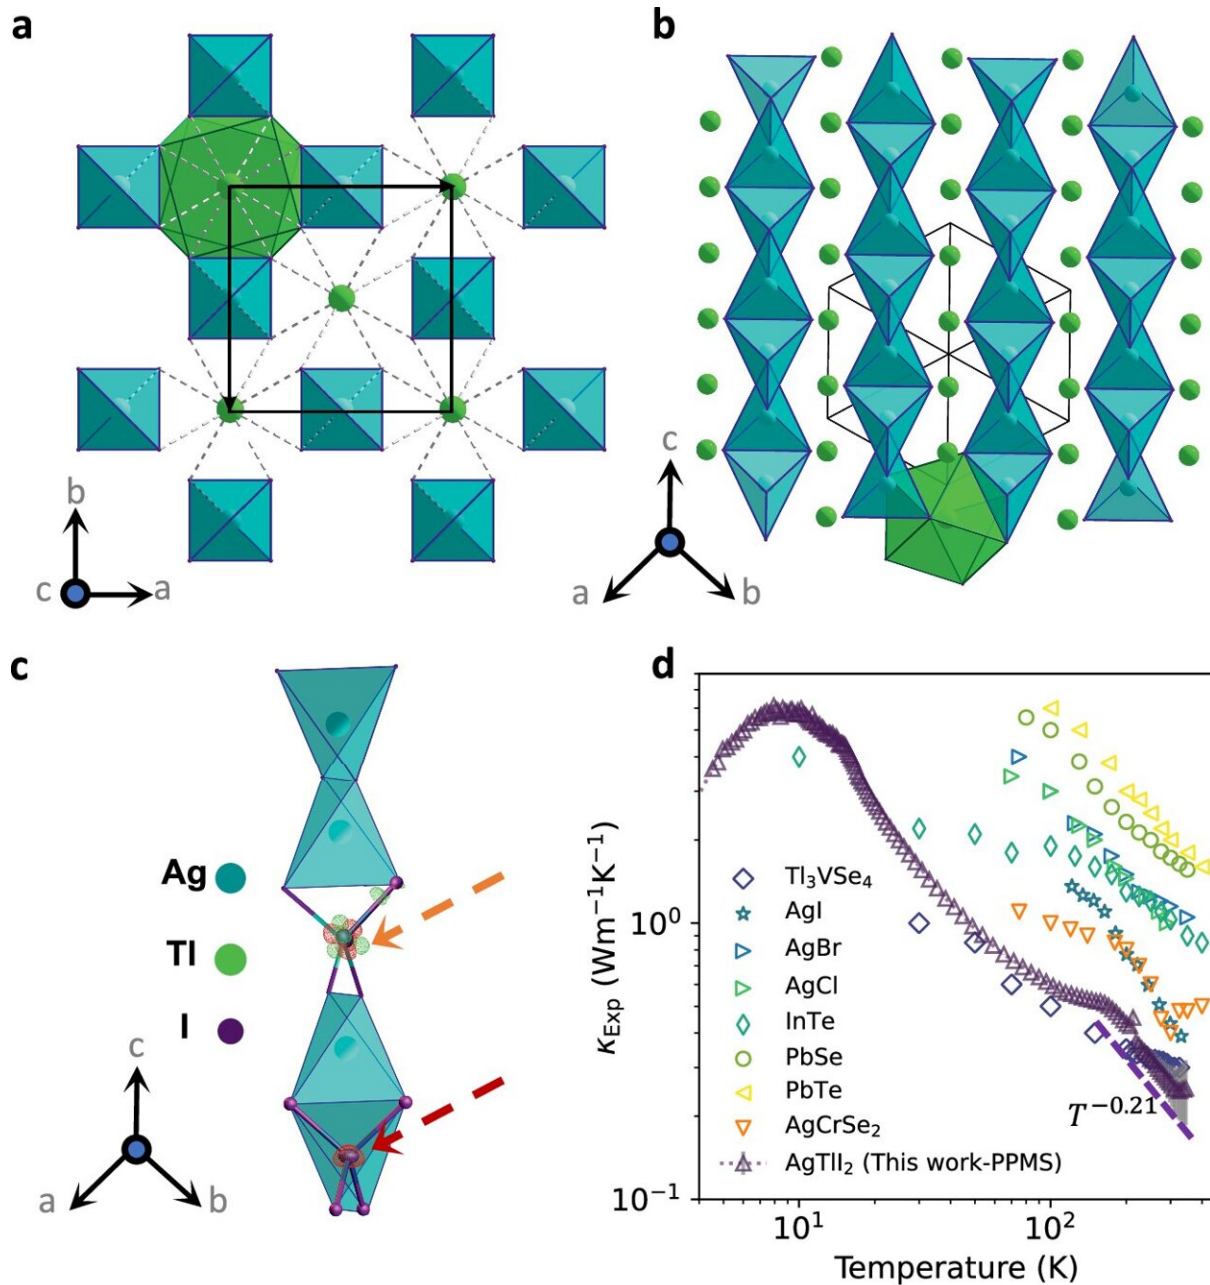 a
b
b
c
a
c
a
b
c
Ag
Tl
I
c
a
b
d
κExp (Wm⁻¹K⁻¹)
10⁰
10⁻¹
Tl₃VSe₄
AgI
AgBr
AgCl
InTe
PbSe
PbTe
AgCrSe₂
AgTlI₂ (This work-PPMS)
T⁻⁰·²¹
10¹
10²
Temperature (K)